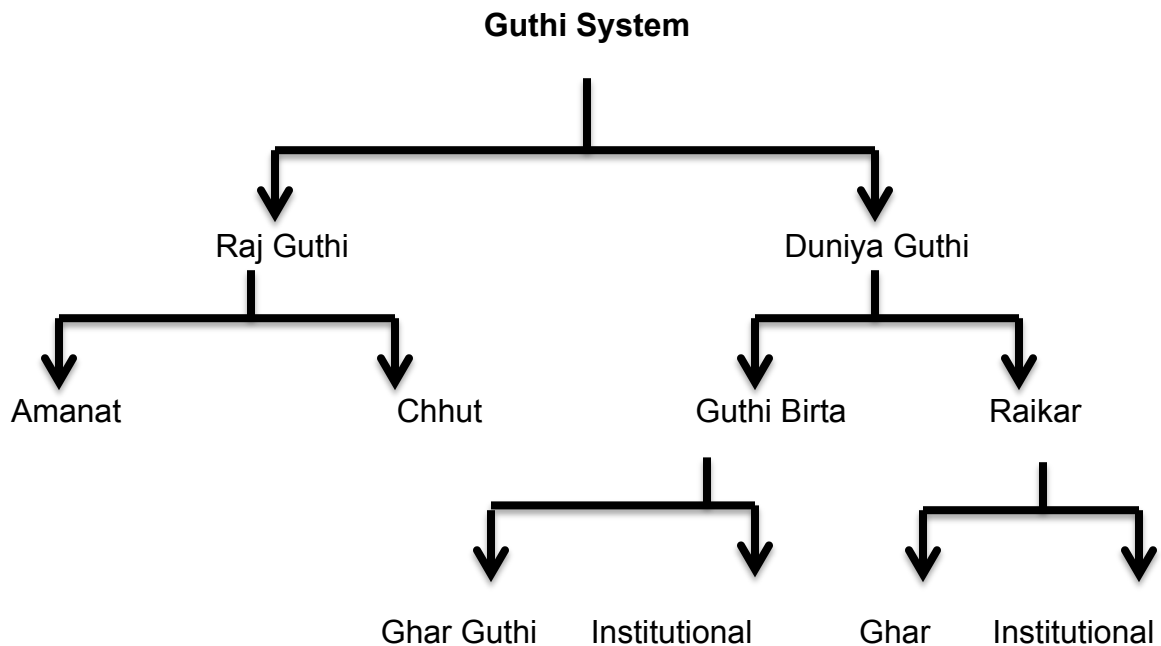 Guthi System
Raj Guthi
Duniya Guthi
Amanat
Chhut
Guthi Birta
Raikar
Ghar Guthi
Institutional
Ghar
Institutional